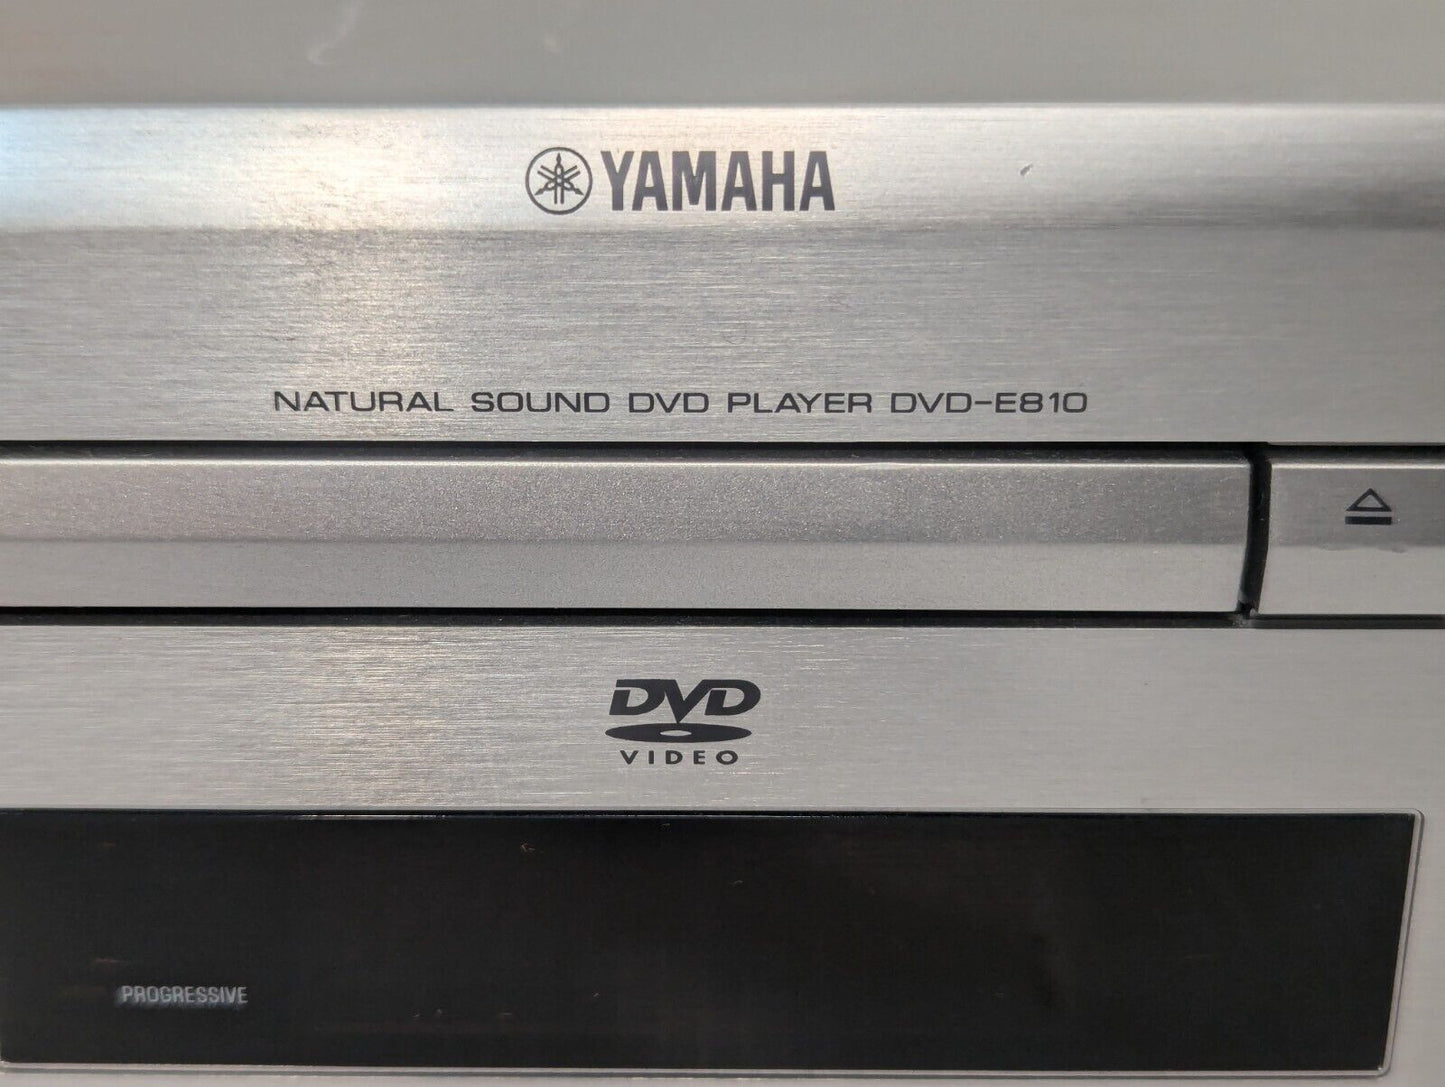 YAMAHA
NATURAL SOUND DVD PLAYER DVD-E810
DVD
VIDEO
PROGRESSIVE